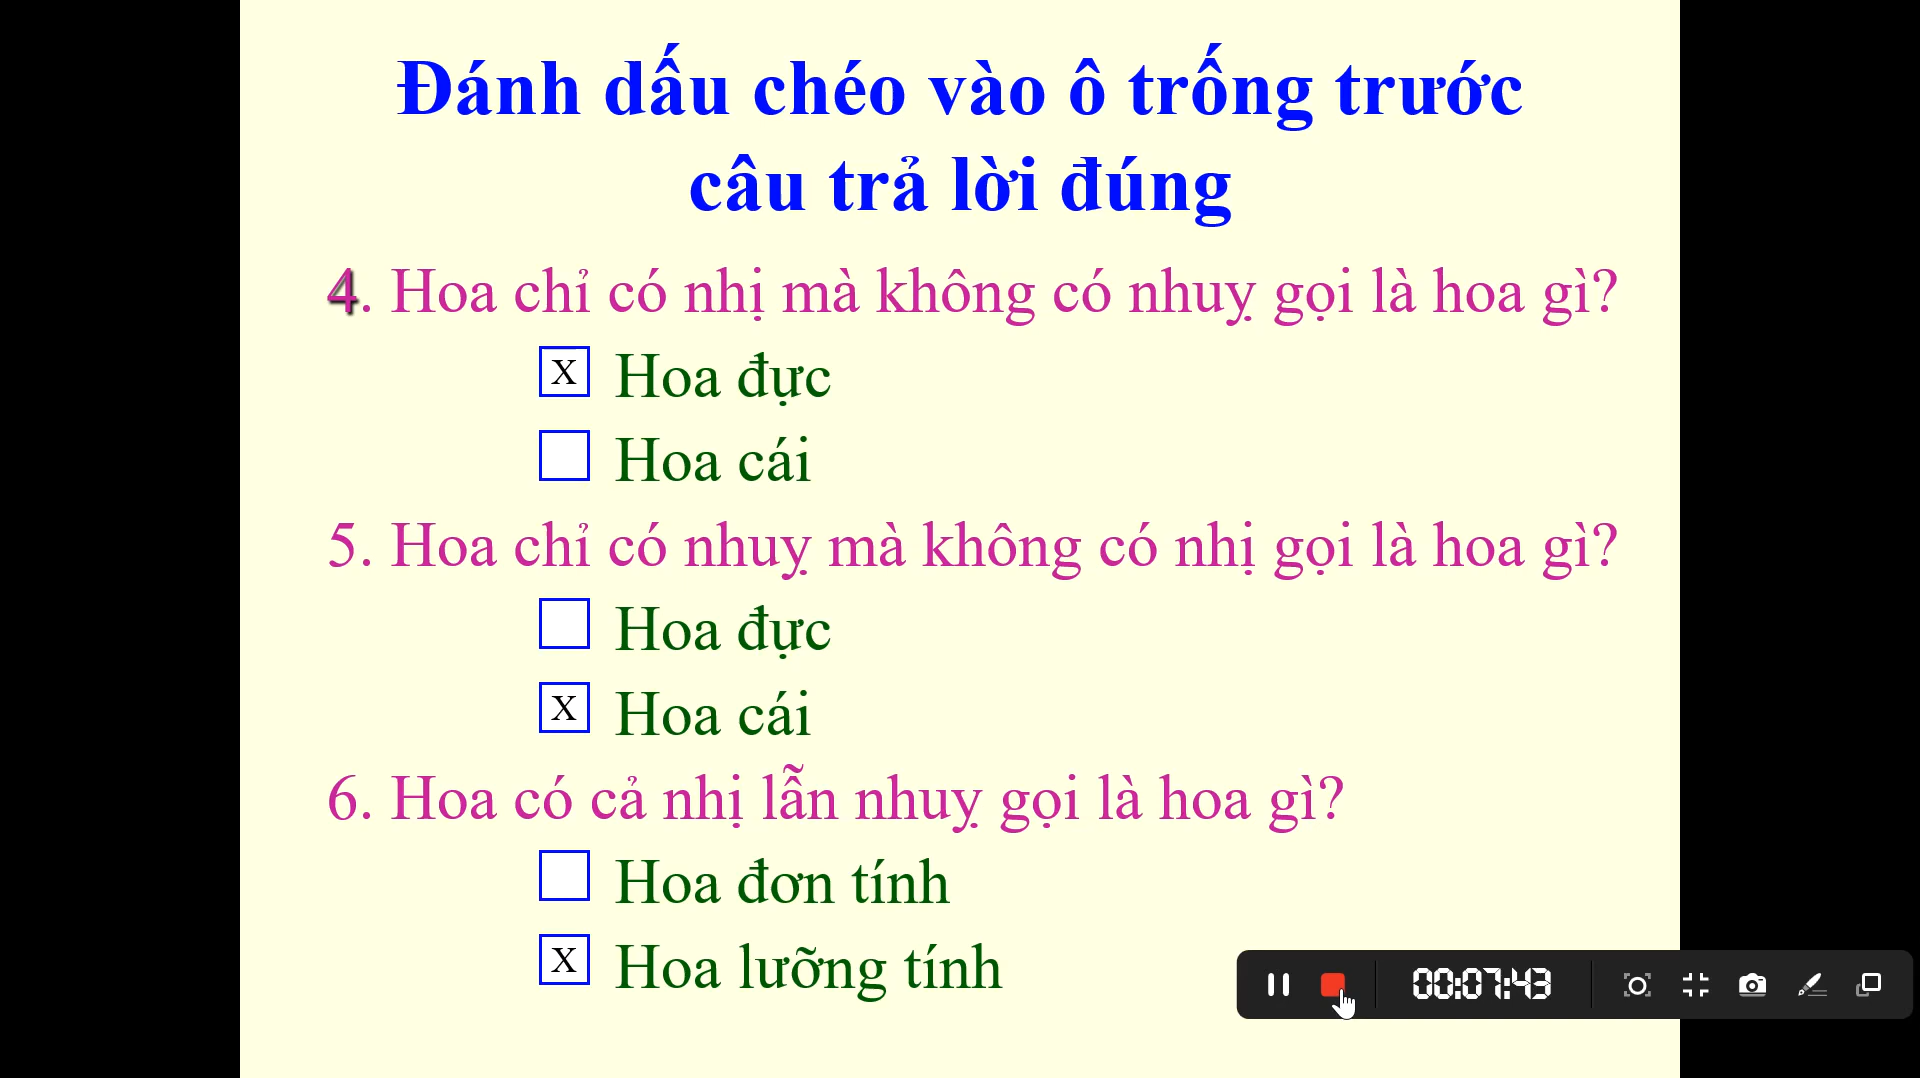 Đánh dấu chéo vào ô trống trước
câu trả lời đúng
4. Hoa chỉ có nhị mà không có nhuỵ gọi là hoa gì?
X Hoa đực
Hoa cái
5. Hoa chỉ có nhuỵ mà không có nhị gọi là hoa gì?
Hoa đực
X Hoa cái
6. Hoa có cả nhị lẫn nhuỵ gọi là hoa gì?
Hoa đơn tính
X Hoa lưỡng tính
00:07:43